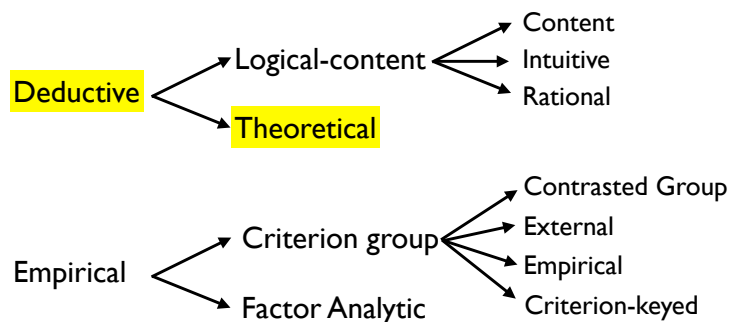 Deductive
Logical-content
Theoretical
Content
Intuitive
Rational
Empirical
Criterion group
Factor Analytic
Contrasted Group
External
Empirical
Criterion-keyed